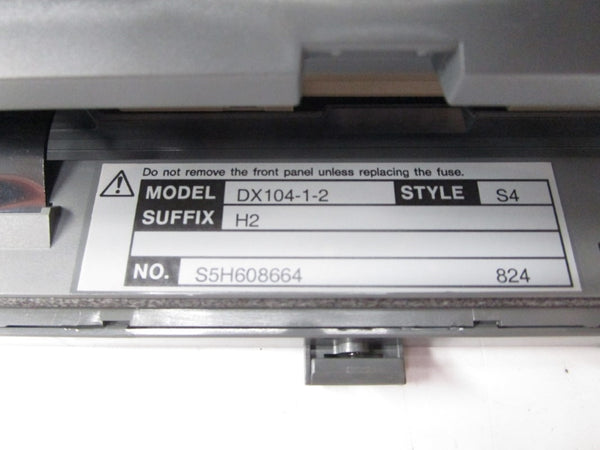 Do not remove the front panel unless replacing the fuse.
MODEL DX104-1-2 STYLE S4
SUFFIX H2
NO. S5H608664 824